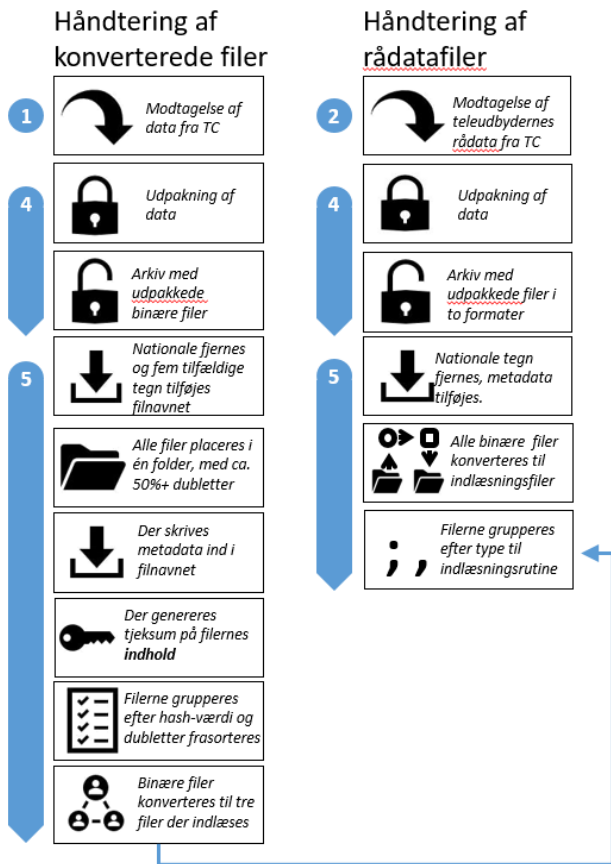 Håndtering af
konverterede filer
1
Modtagelse af
data fra TC
4
Udpakning af
data
Arkiv med
udpakkede
binære filer
5
Nationale fjernes
og fem tilfældige
tegn tilføjes
filnavnet
Alle filer placeres i
én folder, med ca.
50%+ dubletter
Der skrives
metadata ind i
filnavnet
Der genereres
tjeksum på filernes
indhold
Filerne grupperes
efter hash-værdi og
dubletter frasorteres
Binære filer
konverteres til tre
filer der indlæses
Håndtering af
rådatafiler
2
Modtagelse af
teleudbydernes
rådata fra TC
4
Udpakning af
data
Arkiv med
udpakkede filer i
to formater
5
Nationale tegn
fjernes, metadata
tilføjes.
Alle binære filer
konverteres til
indlæsningsfiler
; ,
Filerne grupperes
efter type til
indlæsningsrutine